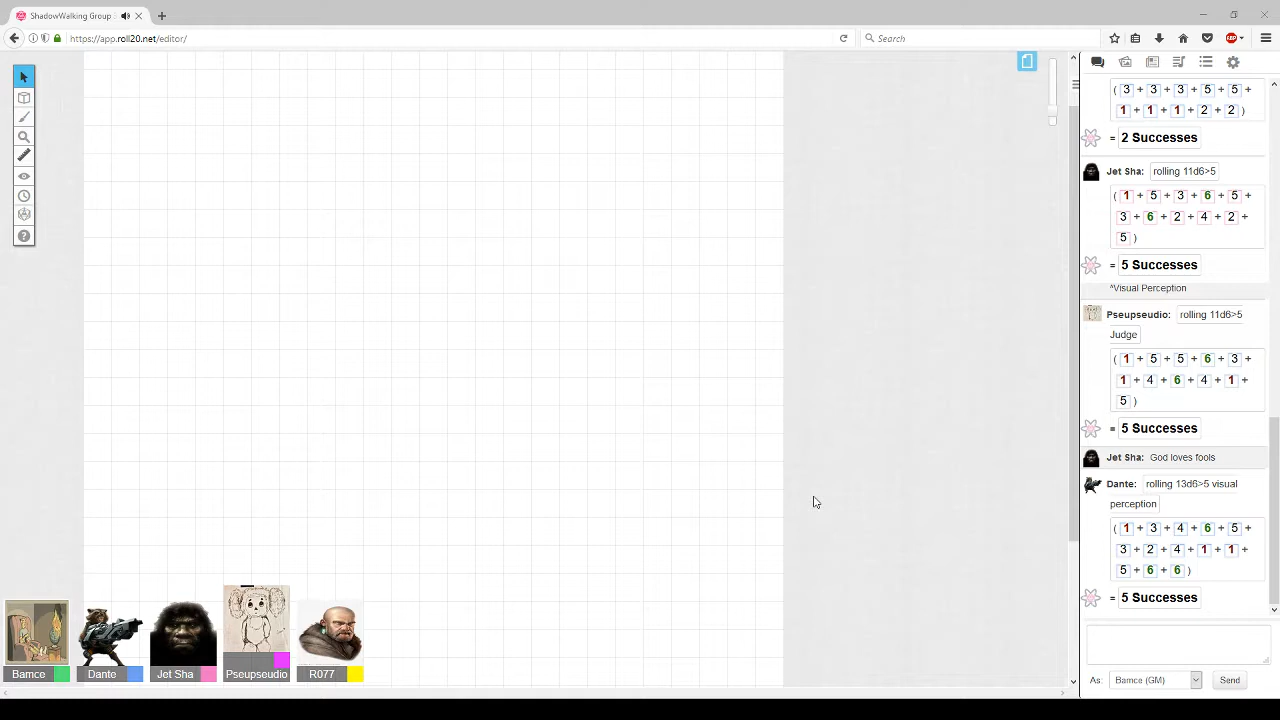 ShadowWalking Group
https://app.roll20.net/editor/
Search
( 3 + 3 + 3 + 5 + 5 +
1 + 1 + 1 + 2 + 2 )
= 2 Successes
Jet Sha: rolling 11d6>5
( 1 + 5 + 3 + 6 + 5 +
3 + 6 + 2 + 4 + 2 +
5 )
= 5 Successes
*Visual Perception
Pseupseudio: rolling 11d6>5
Judge
( 1 + 5 + 5 + 6 + 3 +
1 + 4 + 6 + 4 + 1 +
5 )
= 5 Successes
Jet Sha: God loves fools
Dante: rolling 13d6>5 visual
perception
( 1 + 3 + 4 + 6 + 5 +
3 + 2 + 4 + 1 + 1 +
5 + 6 + 6 )
= 5 Successes
Bamce
Dante
Jet Sha
Pseupseudio
R077
As: Bamce (GM) Send